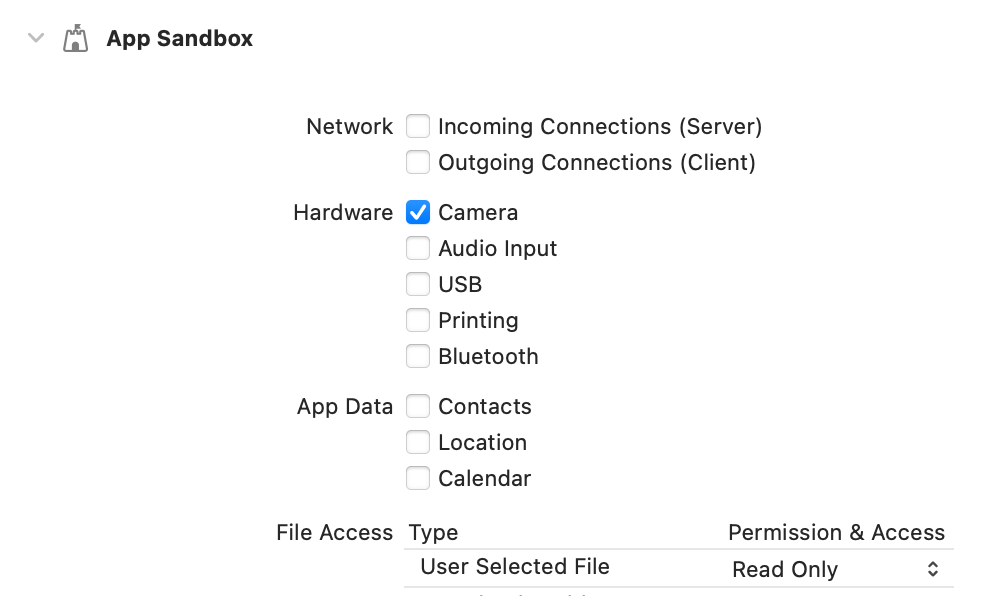 App Sandbox
Network Incoming Connections (Server)
Outgoing Connections (Client)
Hardware Camera
Audio Input
USB
Printing
Bluetooth
App Data Contacts
Location
Calendar
File Access Type Permission & Access
User Selected File Read Only